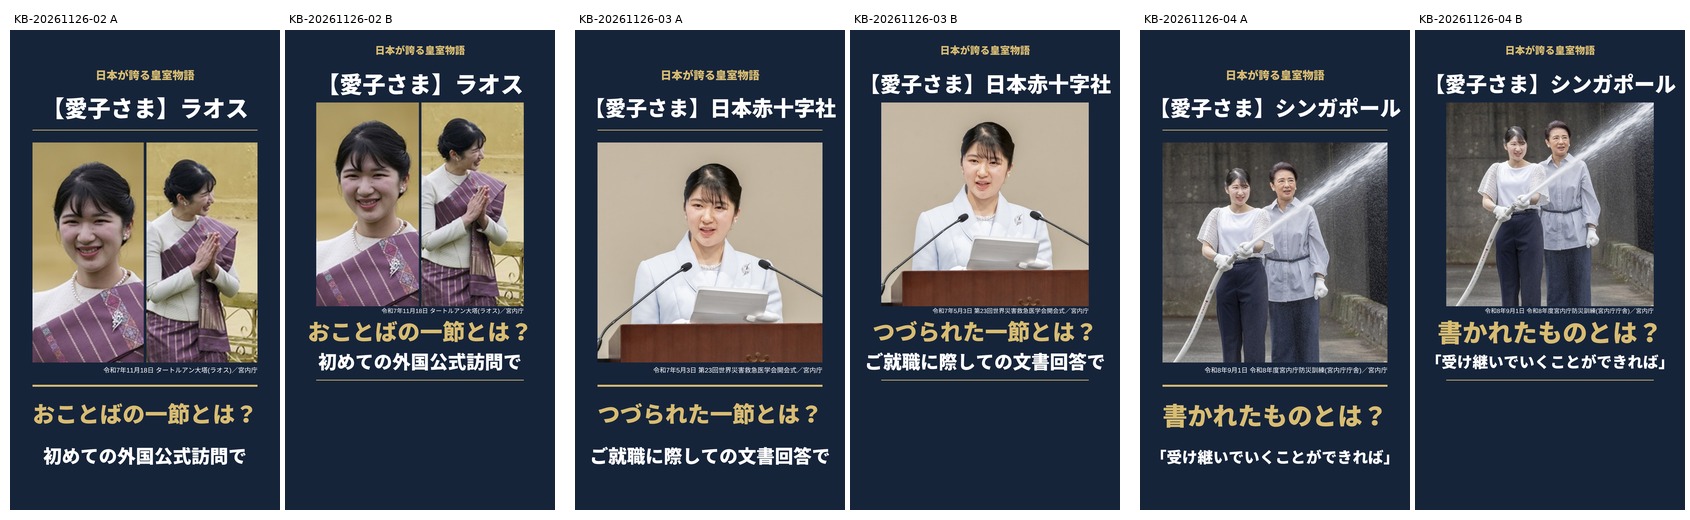 KB-20261126-02 A
日本が誇る皇室物語
【愛子さま】ラオス
令和7年11月18日 タートルアン大塔(ラオス)／宮内庁
おことばの一節とは？
初めての外国公式訪問で
KB-20261126-02 B
日本が誇る皇室物語
【愛子さま】ラオス
令和7年11月18日 タートルアン大塔(ラオス)／宮内庁
おことばの一節とは？
初めての外国公式訪問で
KB-20261126-03 A
日本が誇る皇室物語
【愛子さま】日本赤十字社
令和7年5月3日 第23回世界災害救急医学会開会式／宮内庁
つづられた一節とは？
ご就職に際しての文書回答で
KB-20261126-03 B
日本が誇る皇室物語
【愛子さま】日本赤十字社
令和7年5月3日 第23回世界災害救急医学会開会式／宮内庁
つづられた一節とは？
ご就職に際しての文書回答で
KB-20261126-04 A
日本が誇る皇室物語
【愛子さま】シンガポール
令和8年9月1日 令和8年度宮内庁防災訓練(宮内庁庁舎)／宮内庁
書かれたものとは？
「受け継いでいくことができれば」
KB-20261126-04 B
日本が誇る皇室物語
【愛子さま】シンガポール
令和8年9月1日 令和8年度宮内庁防災訓練(宮内庁庁舎)／宮内庁
書かれたものとは？
「受け継いでいくことができれば」